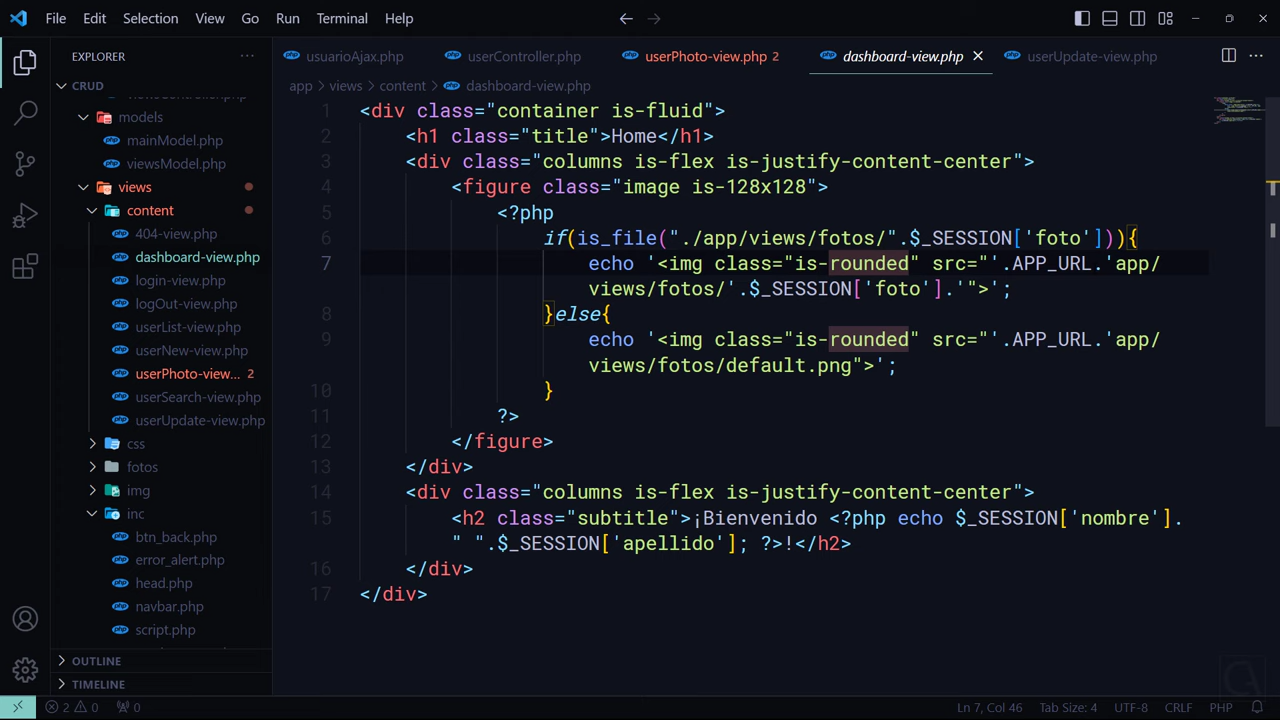 File Edit Selection View Go Run Terminal Help
EXPLORER
usuarioAjax.php userController.php userPhoto-view.php 2 dashboard-view.php userUpdate-view.php
CRUD
app > views > content > dashboard-view.php
models
mainModel.php
viewsModel.php
views
content
404-view.php
dashboard-view.php
login-view.php
logOut-view.php
userList-view.php
userNew-view.php
userPhoto-view... 2
userSearch-view.php
userUpdate-view.php
css
fotos
img
inc
btn_back.php
error_alert.php
head.php
navbar.php
script.php
OUTLINE
TIMELINE
1 <div class="container is-fluid">
2 <h1 class="title">Home</h1>
3 <div class="columns is-flex is-justify-content-center">
4 <figure class="image is-128x128">
5 <?php
6 if(is_file("./app/views/fotos/".$_SESSION['foto'])){
7 echo '<img class="is-rounded" src="'.APP_URL.'app/
views/fotos/'.$_SESSION['foto'].'">';
8 }else{
9 echo '<img class="is-rounded" src="'.APP_URL.'app/
views/fotos/default.png">';
10 }
11 ?>
12 </figure>
13 </div>
14 <div class="columns is-flex is-justify-content-center">
15 <h2 class="subtitle">¡Bienvenido <?php echo $_SESSION['nombre'].
" ".$_SESSION['apellido']; ?>!</h2>
16 </div>
17 </div>
2 0 0 Ln 7, Col 46 Tab Size: 4 UTF-8 CRLF PHP